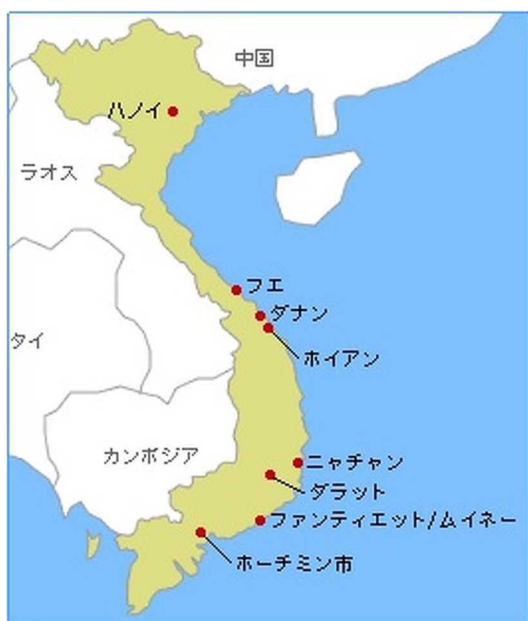 中国
ハノイ
ラオス
フエ
ダナン
タイ
ホイアン
カンボジア
ニャチャン
ダラット
ファンティエット/ムイネー
ホーチミン市